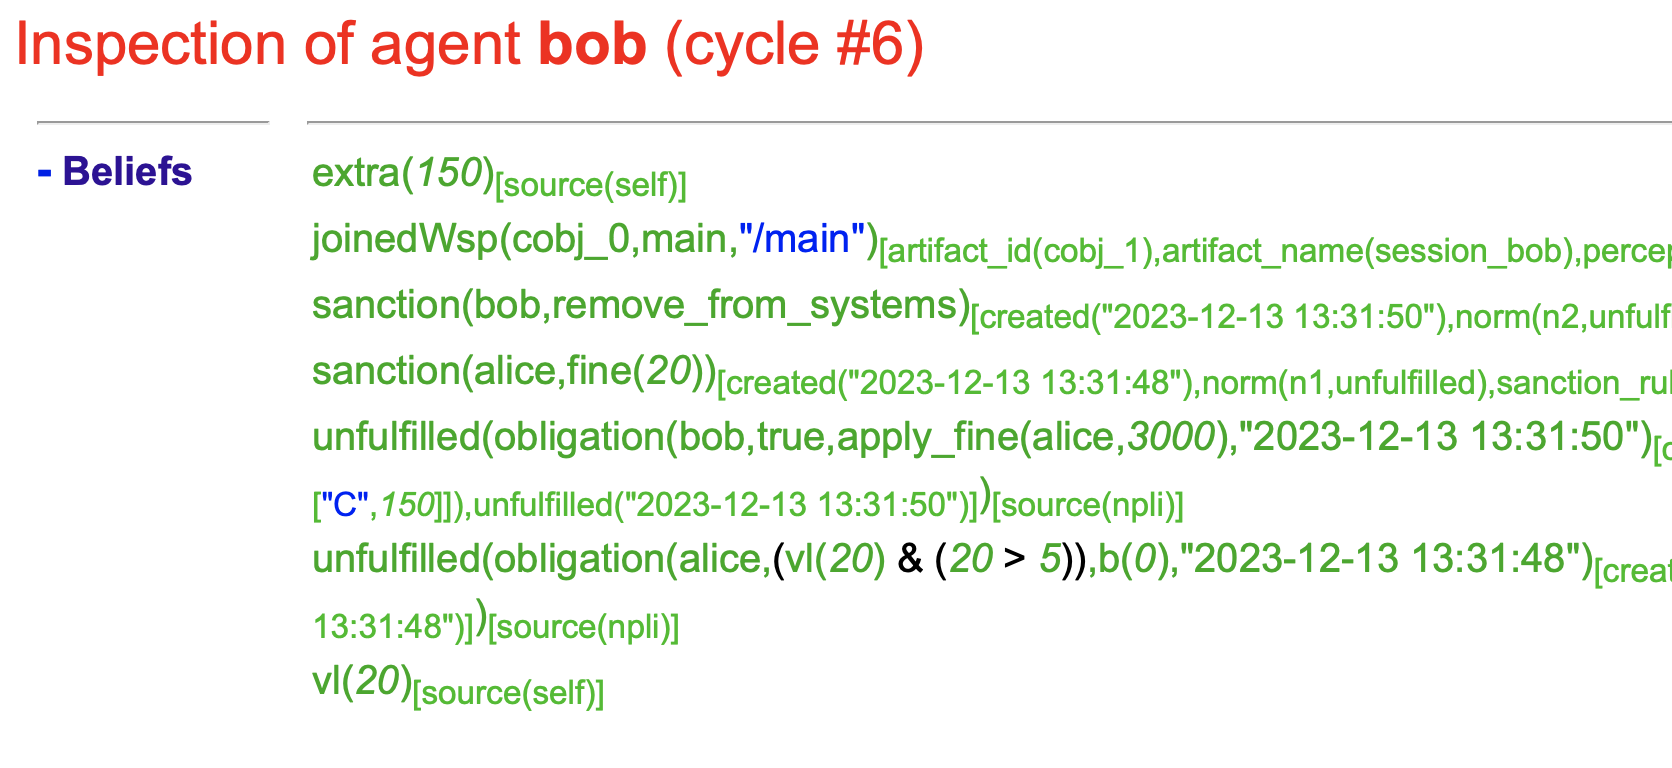 Inspection of agent bob (cycle #6)
- Beliefs
extra(150)[source(self)]
joinedWsp(cobj_0,main,"/main")[artifact_id(cobj_1),artifact_name(session_bob),percep
sanction(bob,remove_from_systems)[created("2023-12-13 13:31:50"),norm(n2,unfulf
sanction(alice,fine(20))[created("2023-12-13 13:31:48"),norm(n1,unfulfilled),sanction_rul
unfulfilled(obligation(bob,true,apply_fine(alice,3000),"2023-12-13 13:31:50")[c
["C",150]]),unfulfilled("2023-12-13 13:31:50")])[source(npli)]
unfulfilled(obligation(alice,(vl(20) & (20 > 5)),b(0),"2023-12-13 13:31:48")[creat
13:31:48")])[source(npli)]
vl(20)[source(self)]